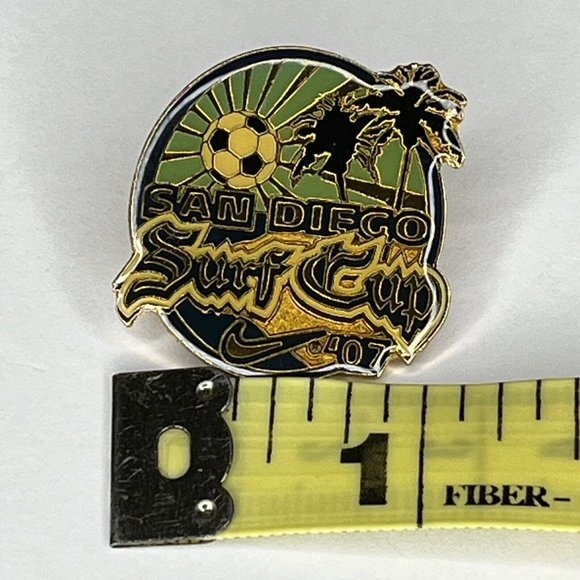 SAN DIEGO
Surf Cup
® '07
1
FIBER-